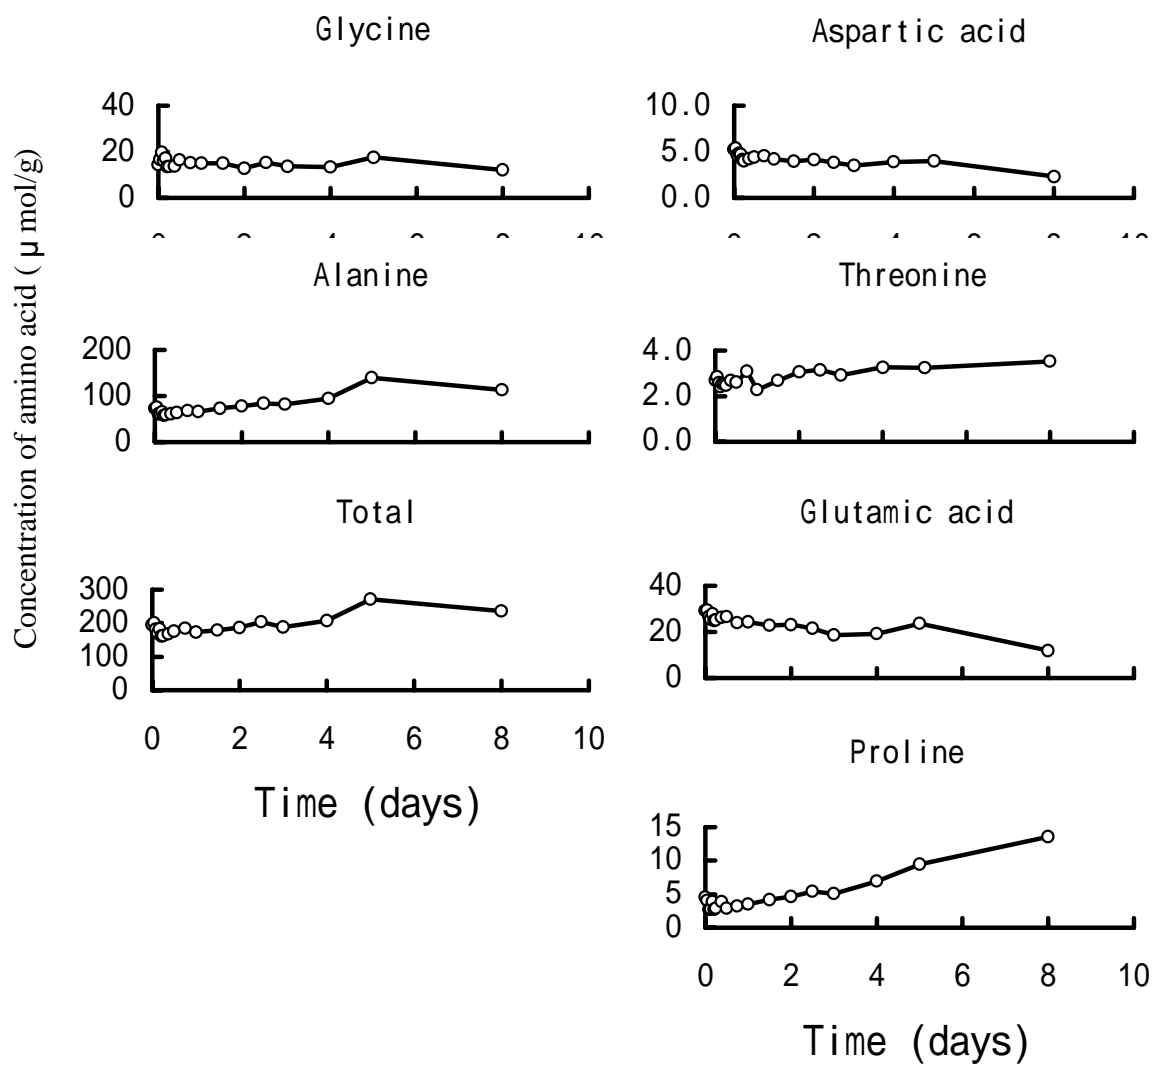 Concentration of amino acid ( μ mol/g)
Glycine
40
20
0
Alanine
200
100
0
Total
300
200
100
0
0 2 4 6 8 10
Time (days)
Aspartic acid
10.0
5.0
0.0
Threonine
4.0
2.0
0.0
Glutamic acid
40
20
0
Proline
15
10
5
0
0 2 4 6 8 10
Time (days)